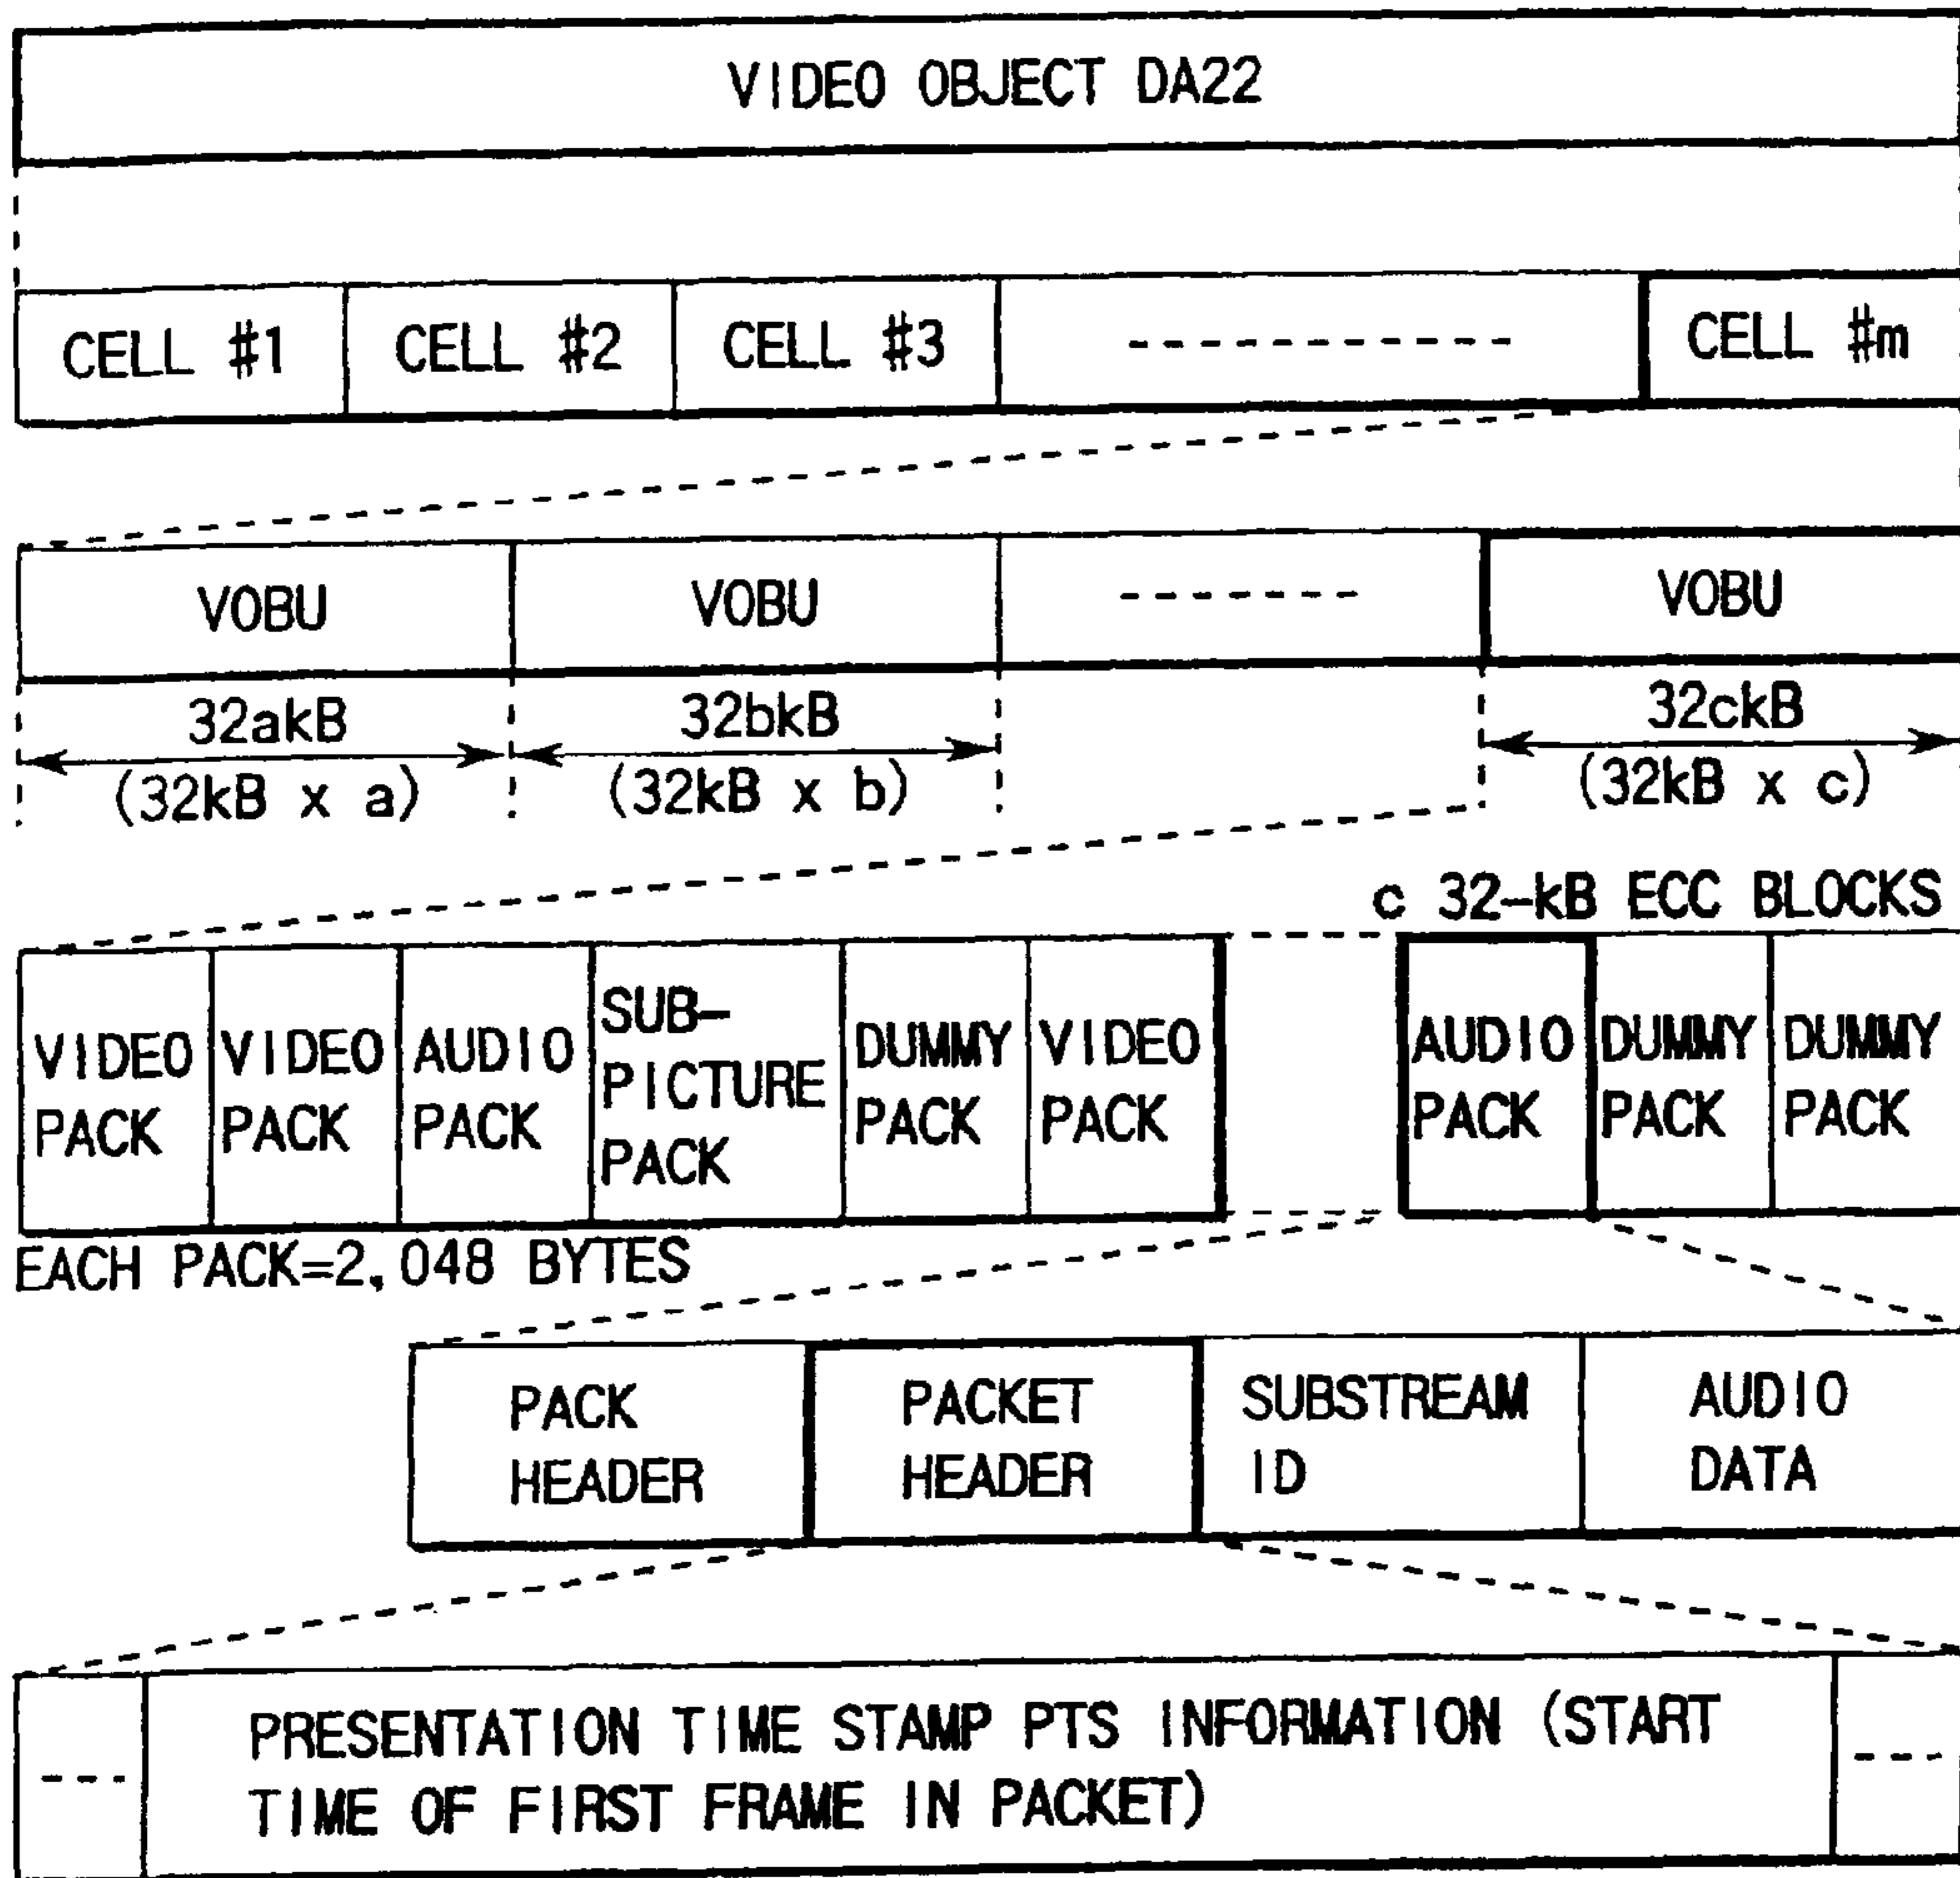 VIDEO OBJECT DA22
CELL #1 CELL #2 CELL #3 CELL #m
VOBU VOBU VOBU
32akB 32bkB 32ckB
(32kB x a) (32kB x b) (32kB x c)
c 32-kB ECC BLOCKS
VIDEO PACK
VIDEO PACK
AUDIO PACK
SUB-
PICTURE
PACK
DUMMY PACK
VIDEO PACK
AUDIO PACK
DUMMY PACK
DUMMY PACK
EACH PACK=2,048 BYTES
PACK
HEADER
PACKET
HEADER
SUBSTREAM
ID
AUDIO
DATA
PRESENTATION TIME STAMP PTS INFORMATION (START
TIME OF FIRST FRAME IN PACKET)